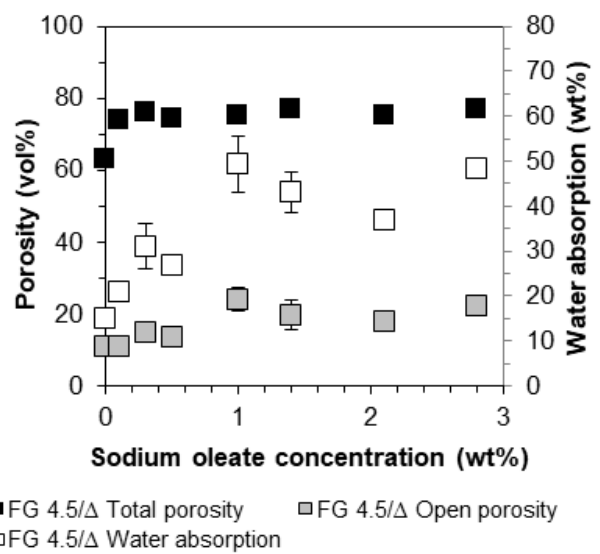 100
80
60
40
20
0
Porosity (vol%)
80
70
60
50
40
30
20
10
0
Water absorption (wt%)
0 1 2 3
Sodium oleate concentration (wt%)
FG 4.5/Δ Total porosity FG 4.5/Δ Open porosity
FG 4.5/Δ Water absorption